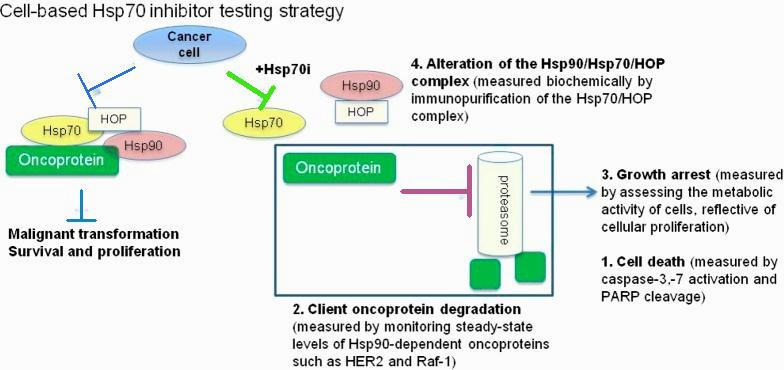 Cell-based Hsp70 inhibitor testing strategy
Cancer
cell
+Hsp70i
HOP
Hsp70
Hsp90
Oncoprotein
Malignant transformation
Survival and proliferation
Hsp70
Hsp90
HOP
4. Alteration of the Hsp90/Hsp70/HOP
complex (measured biochemically by
immunopurification of the Hsp70/HOP
complex)
Oncoprotein
proteasome
3. Growth arrest (measured
by assessing the metabolic
activity of cells, reflective of
cellular proliferation)
1. Cell death (measured by
caspase-3,-7 activation and
PARP cleavage)
2. Client oncoprotein degradation
(measured by monitoring steady-state
levels of Hsp90-dependent oncoproteins
such as HER2 and Raf-1)